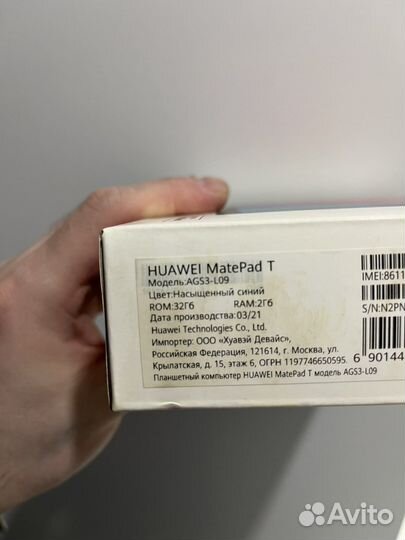 HUAWEI MatePad T
Модель:AGS3-L09
Цвет:Насыщенный синий
ROM:32Гб RAM:2Гб
Дата производства:03/21
Huawei Technologies Co., Ltd.
Импортер: ООО «Хуавэй Девайс»,
Российская Федерация, 121614, г. Москва, ул.
Крылатская, д. 15, этаж 6, ОГРН 1197746650595.
Планшетный компьютер HUAWEI MatePad T модель AGS3-L09
IMEI:8611
S/N:N2PN
6 901444
Avito